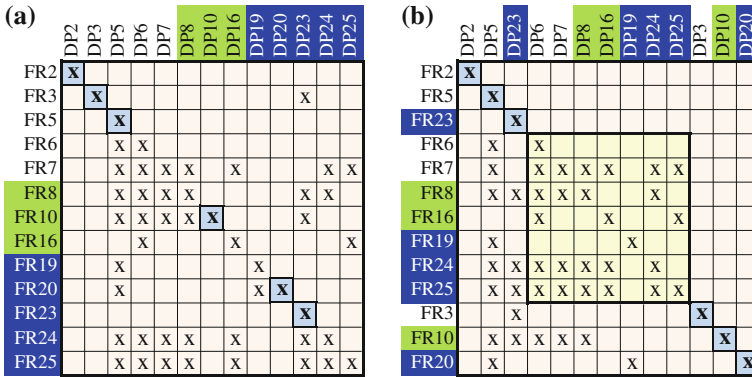 (a)
DP2 DP3 DP5 DP6 DP7 DP8 DP10 DP16 DP19 DP20 DP23 DP24 DP25
FR2 x
FR3 x x
FR5 x
FR6 x x
FR7 x x x x x x x
FR8 x x x x x x
FR10 x x x x x x
FR16 x x x
FR19 x x
FR20 x x x
FR23 x
FR24 x x x x x x x
FR25 x x x x x x x x
(b)
DP2 DP5 DP23 DP6 DP7 DP8 DP16 DP19 DP24 DP25 DP3 DP10 DP20
FR2 x
FR5 x
FR23 x
FR6 x x
FR7 x x x x x x x
FR8 x x x x x x
FR16 x x x
FR19 x x
FR24 x x x x x x x
FR25 x x x x x x x x
FR3 x x
FR10 x x x x x x
FR20 x x x